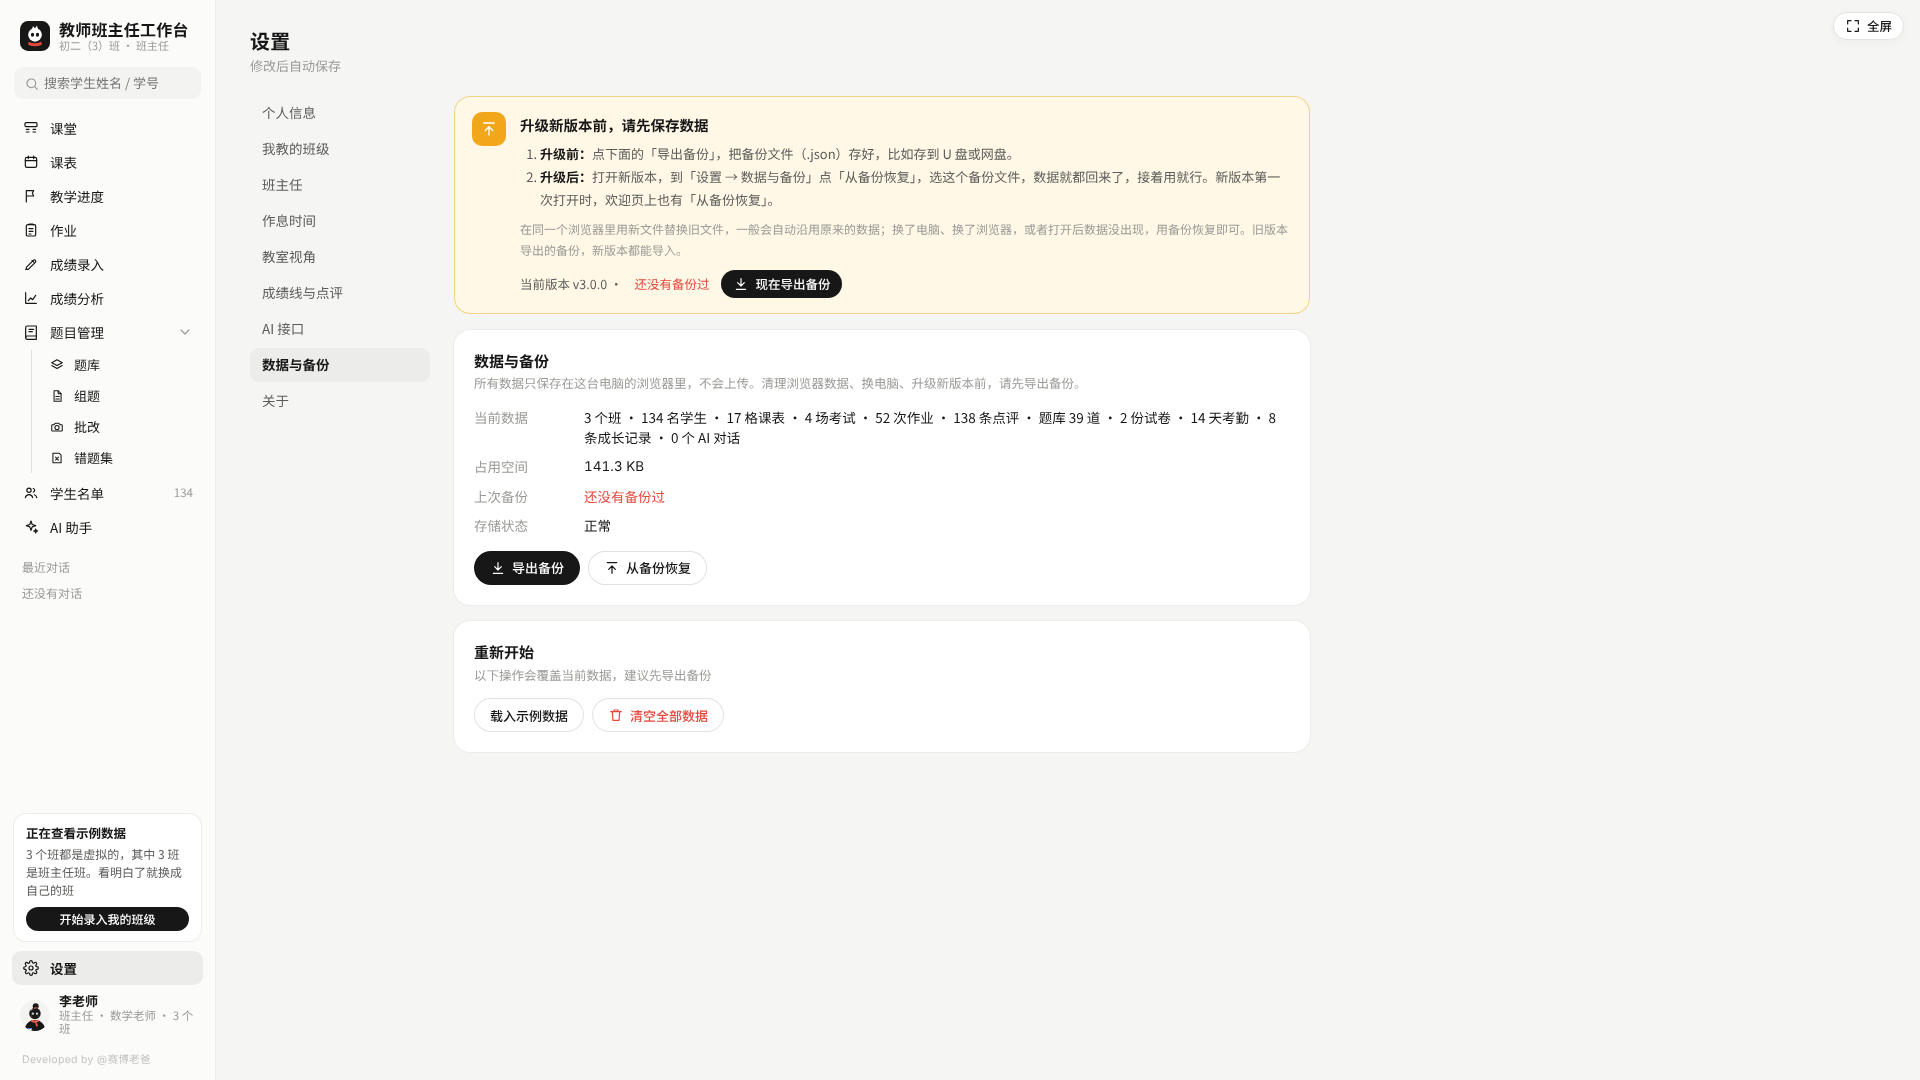 教师班主任工作台
初二（3）班 · 班主任
搜索学生姓名 / 学号
课堂
课表
教学进度
作业
成绩录入
成绩分析
题目管理
题库
组题
批改
错题集
学生名单
134
AI 助手
最近对话
还没有对话
正在查看示例数据
3 个班都是虚拟的，其中 3 班
是班主任班。看明白了就换成
自己的班
开始录入我的班级
设置
李老师
班主任 · 数学老师 · 3 个
班
Developed by @赛博老爸
设置
修改后自动保存
全屏
个人信息
我教的班级
班主任
作息时间
教室视角
成绩线与点评
AI 接口
数据与备份
关于
升级新版本前，请先保存数据
1. 升级前：点下面的「导出备份」，把备份文件（.json）存好，比如存到 U 盘或网盘。
2. 升级后：打开新版本，到「设置 → 数据与备份」点「从备份恢复」，选这个备份文件，数据就都回来了，接着用就行。新版本第一
次打开时，欢迎页上也有「从备份恢复」。
在同一个浏览器里用新文件替换旧文件，一般会自动沿用原来的数据；换了电脑、换了浏览器，或者打开后数据没出现，用备份恢复即可。旧版本
导出的备份，新版本都能导入。
当前版本 v3.0.0 · 还没有备份过
现在导出备份
数据与备份
所有数据只保存在这台电脑的浏览器里，不会上传。清理浏览器数据、换电脑、升级新版本前，请先导出备份。
当前数据
3 个班 · 134 名学生 · 17 格课表 · 4 场考试 · 52 次作业 · 138 条点评 · 题库 39 道 · 2 份试卷 · 14 天考勤 · 8
条成长记录 · 0 个 AI 对话
占用空间
141.3 KB
上次备份
还没有备份过
存储状态
正常
导出备份
从备份恢复
重新开始
以下操作会覆盖当前数据，建议先导出备份
载入示例数据
清空全部数据